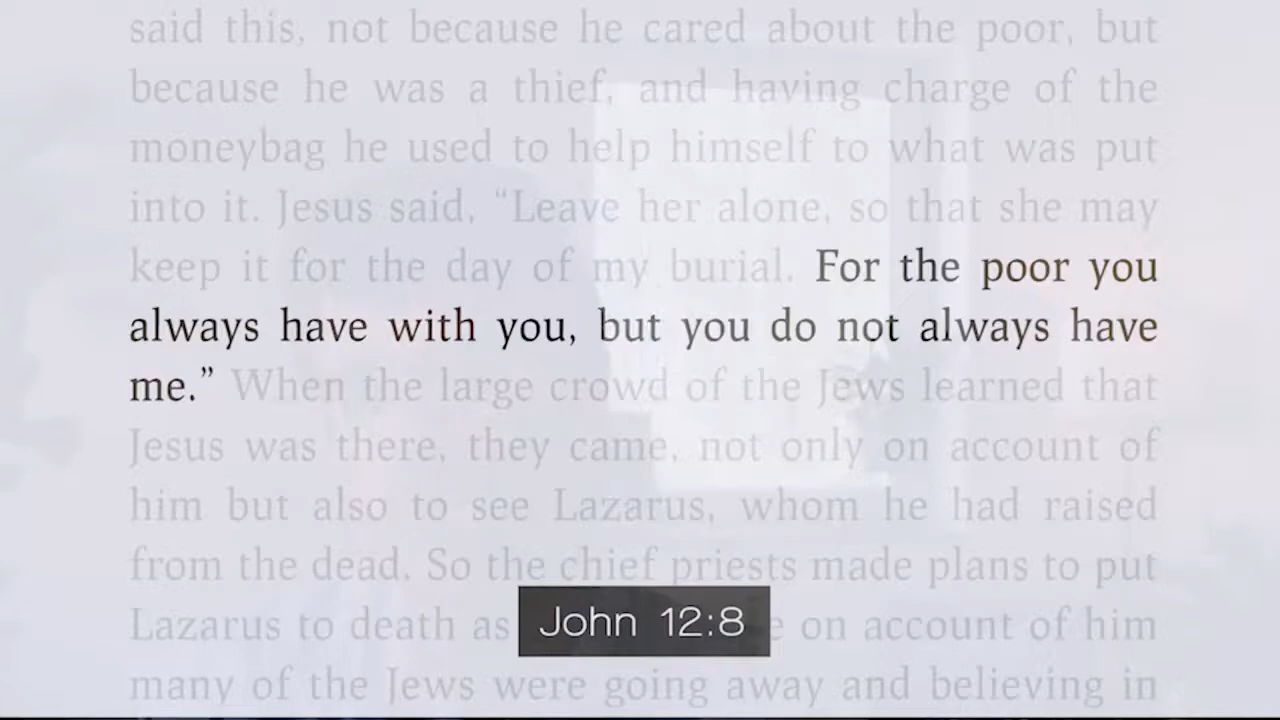 said this, not because he cared about the poor, but
because he was a thief, and having charge of the
moneybag he used to help himself to what was put
into it. Jesus said, “Leave her alone, so that she may
keep it for the day of my burial. For the poor you
always have with you, but you do not always have
me.” When the large crowd of the Jews learned that
Jesus was there, they came, not only on account of
him but also to see Lazarus, whom he had raised
from the dead. So the chief priests made plans to put
Lazarus to death as on account of him
John 12:8
many of the Jews were going away and believing in